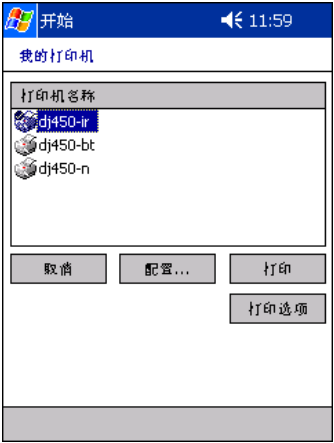 开始 11:59
我的打印机
打印机名称
dj450-ir
dj450-bt
dj450-n
取消 配置... 打印
打印选项